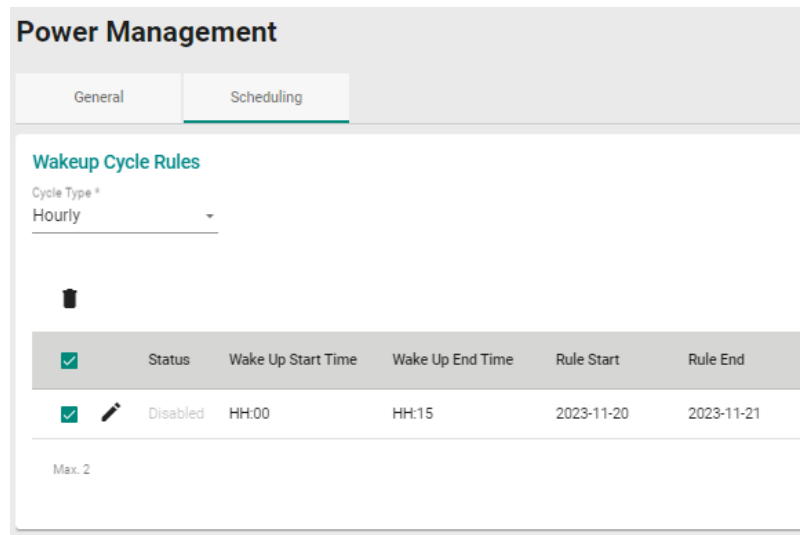 Power Management
General Scheduling
Wakeup Cycle Rules
Cycle Type *
Hourly
Status Wake Up Start Time Wake Up End Time Rule Start Rule End
Disabled HH:00 HH:15 2023-11-20 2023-11-21
Max. 2